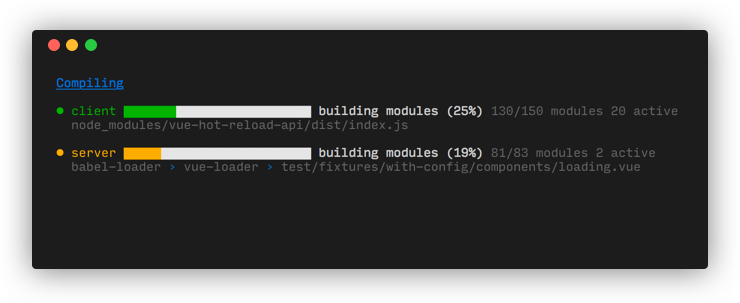 Compiling
● client building modules (25%) 130/150 modules 20 active
node_modules/vue-hot-reload-api/dist/index.js
● server building modules (19%) 81/83 modules 2 active
babel-loader › vue-loader › test/fixtures/with-config/components/loading.vue